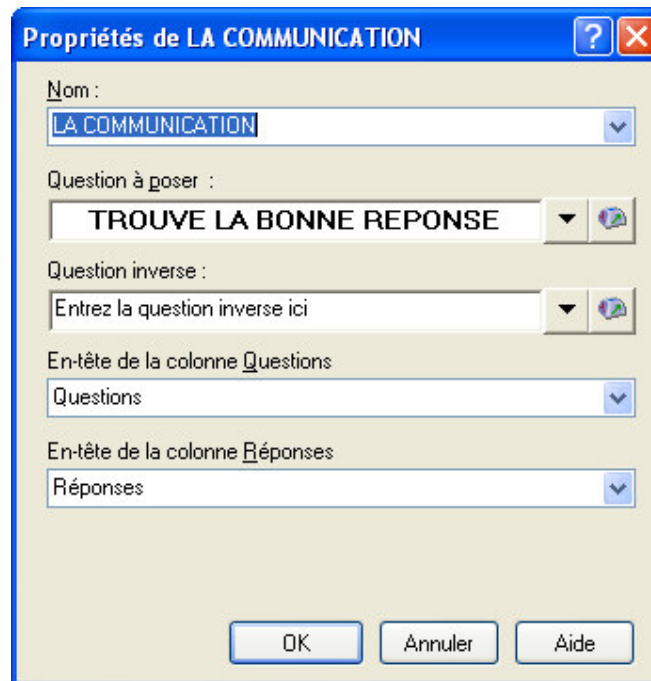 Propriétés de LA COMMUNICATION
Nom :
LA COMMUNICATION
Question à poser :
TROUVE LA BONNE REPONSE
Question inverse :
Entrez la question inverse ici
En-tête de la colonne Questions
Questions
En-tête de la colonne Réponses
Réponses
OK Annuler Aide